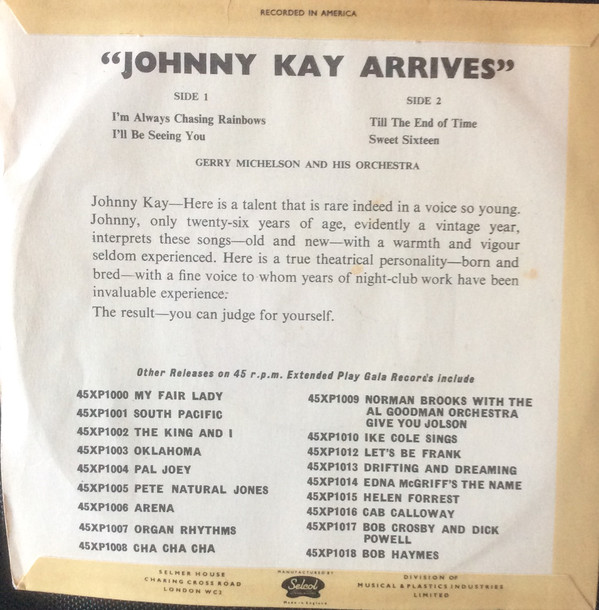 RECORDED IN AMERICA
“JOHNNY KAY ARRIVES”
SIDE 1
I'm Always Chasing Rainbows
I'll Be Seeing You
SIDE 2
Till The End of Time
Sweet Sixteen
GERRY MICHELSON AND HIS ORCHESTRA
Johnny Kay—Here is a talent that is rare indeed in a voice so young.
Johnny, only twenty-six years of age, evidently a vintage year,
interprets these songs—old and new—with a warmth and vigour
seldom experienced. Here is a true theatrical personality—born and
bred—with a fine voice to whom years of night-club work have been
invaluable experience:
The result—you can judge for yourself.
Other Releases on 45 r.p.m. Extended Play Gala Records include
45XP1000 MY FAIR LADY
45XP1001 SOUTH PACIFIC
45XP1002 THE KING AND I
45XP1003 OKLAHOMA
45XP1004 PAL JOEY
45XP1005 PETE NATURAL JONES
45XP1006 ARENA
45XP1007 ORGAN RHYTHMS
45XP1008 CHA CHA CHA
45XP1009 NORMAN BROOKS WITH THE
AL GOODMAN ORCHESTRA
GIVE YOU JOLSON
45XP1010 IKE COLE SINGS
45XP1012 LET'S BE FRANK
45XP1013 DRIFTING AND DREAMING
45XP1014 EDNA McGRIFF'S THE NAME
45XP1015 HELEN FORREST
45XP1016 CAB CALLOWAY
45XP1017 BOB CROSBY AND DICK
POWELL
45XP1018 BOB HAYMES
SELMER HOUSE
CHARING CROSS ROAD
LONDON WC2
MANUFACTURED BY
Selcol
Made in England
DIVISION OF
MUSICAL & PLASTICS INDUSTRIES
LIMITED